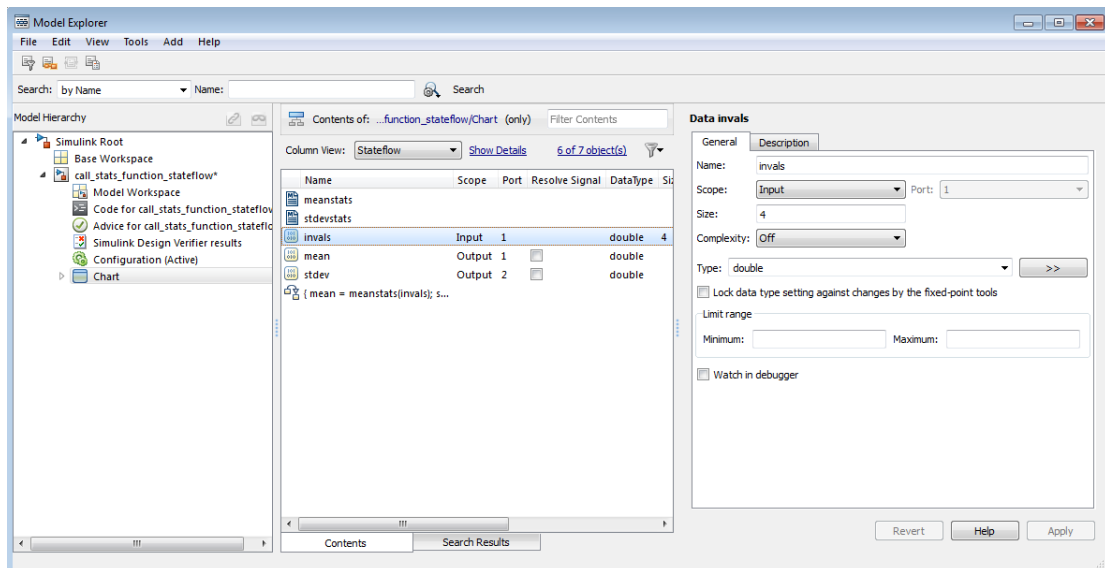 Model Explorer
File Edit View Tools Add Help
Search: by Name Name: Search
Model Hierarchy
Simulink Root
Base Workspace
call_stats_function_stateflow*
Model Workspace
Code for call_stats_function_stateflow
Advice for call_stats_function_stateflc
Simulink Design Verifier results
Configuration (Active)
Chart
Contents of: ...function_stateflow/Chart (only) Filter Contents
Column View: Stateflow Show Details 6 of 7 object(s)
Name Scope Port Resolve Signal DataType Siz
meanstats
stdevstats
invals Input 1 double 4
mean Output 1 double
stdev Output 2 double
{ mean = meanstats(invals); s...
Contents Search Results
Data invals
General Description
Name: invals
Scope: Input Port: 1
Size: 4
Complexity: Off
Type: double >>
Lock data type setting against changes by the fixed-point tools
Limit range
Minimum: Maximum:
Watch in debugger
Revert Help Apply